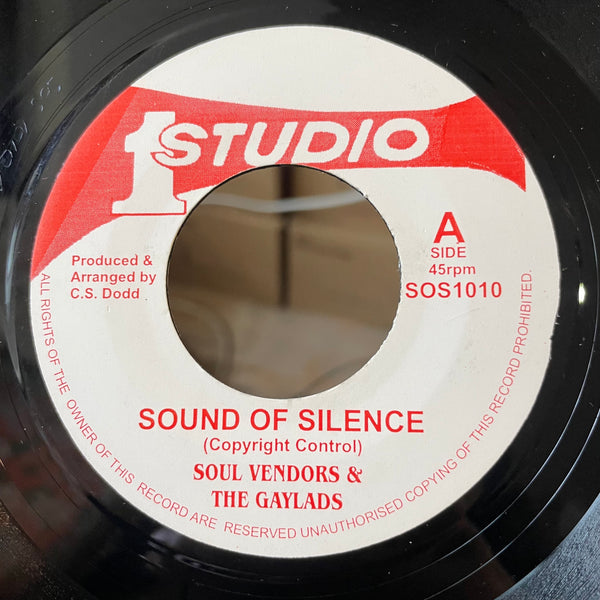 1 STUDIO
Produced &
Arranged by
C.S. Dodd
A
SIDE
45rpm
SOS1010
SOUND OF SILENCE
(Copyright Control)
SOUL VENDORS &
THE GAYLADS
ALL RIGHTS OF THE OWNER OF THIS RECORD ARE RESERVED UNAUTHORISED COPYING OF THIS RECORD PROHIBITED.